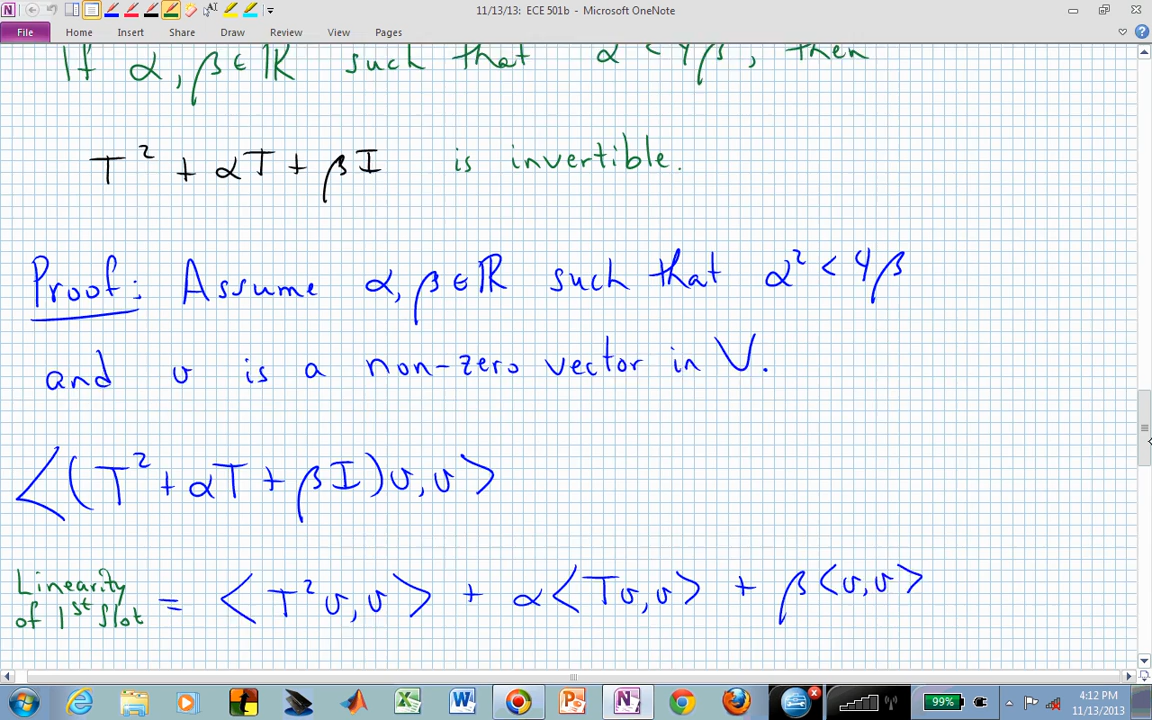 11/13/13: ECE 501b - Microsoft OneNote
File Home Insert Share Draw Review View Pages
If α, β ∈ ℝ such that α² < 4β, then
T² + αT + βI is invertible.
Proof: Assume α, β ∈ ℝ such that α² < 4β
and v is a non-zero vector in V.
<(T² + αT + βI)v, v>
Linearity
of 1st slot = <T²v, v> + α<Tv, v> + β<v, v>
99%
4:12 PM
11/13/2013